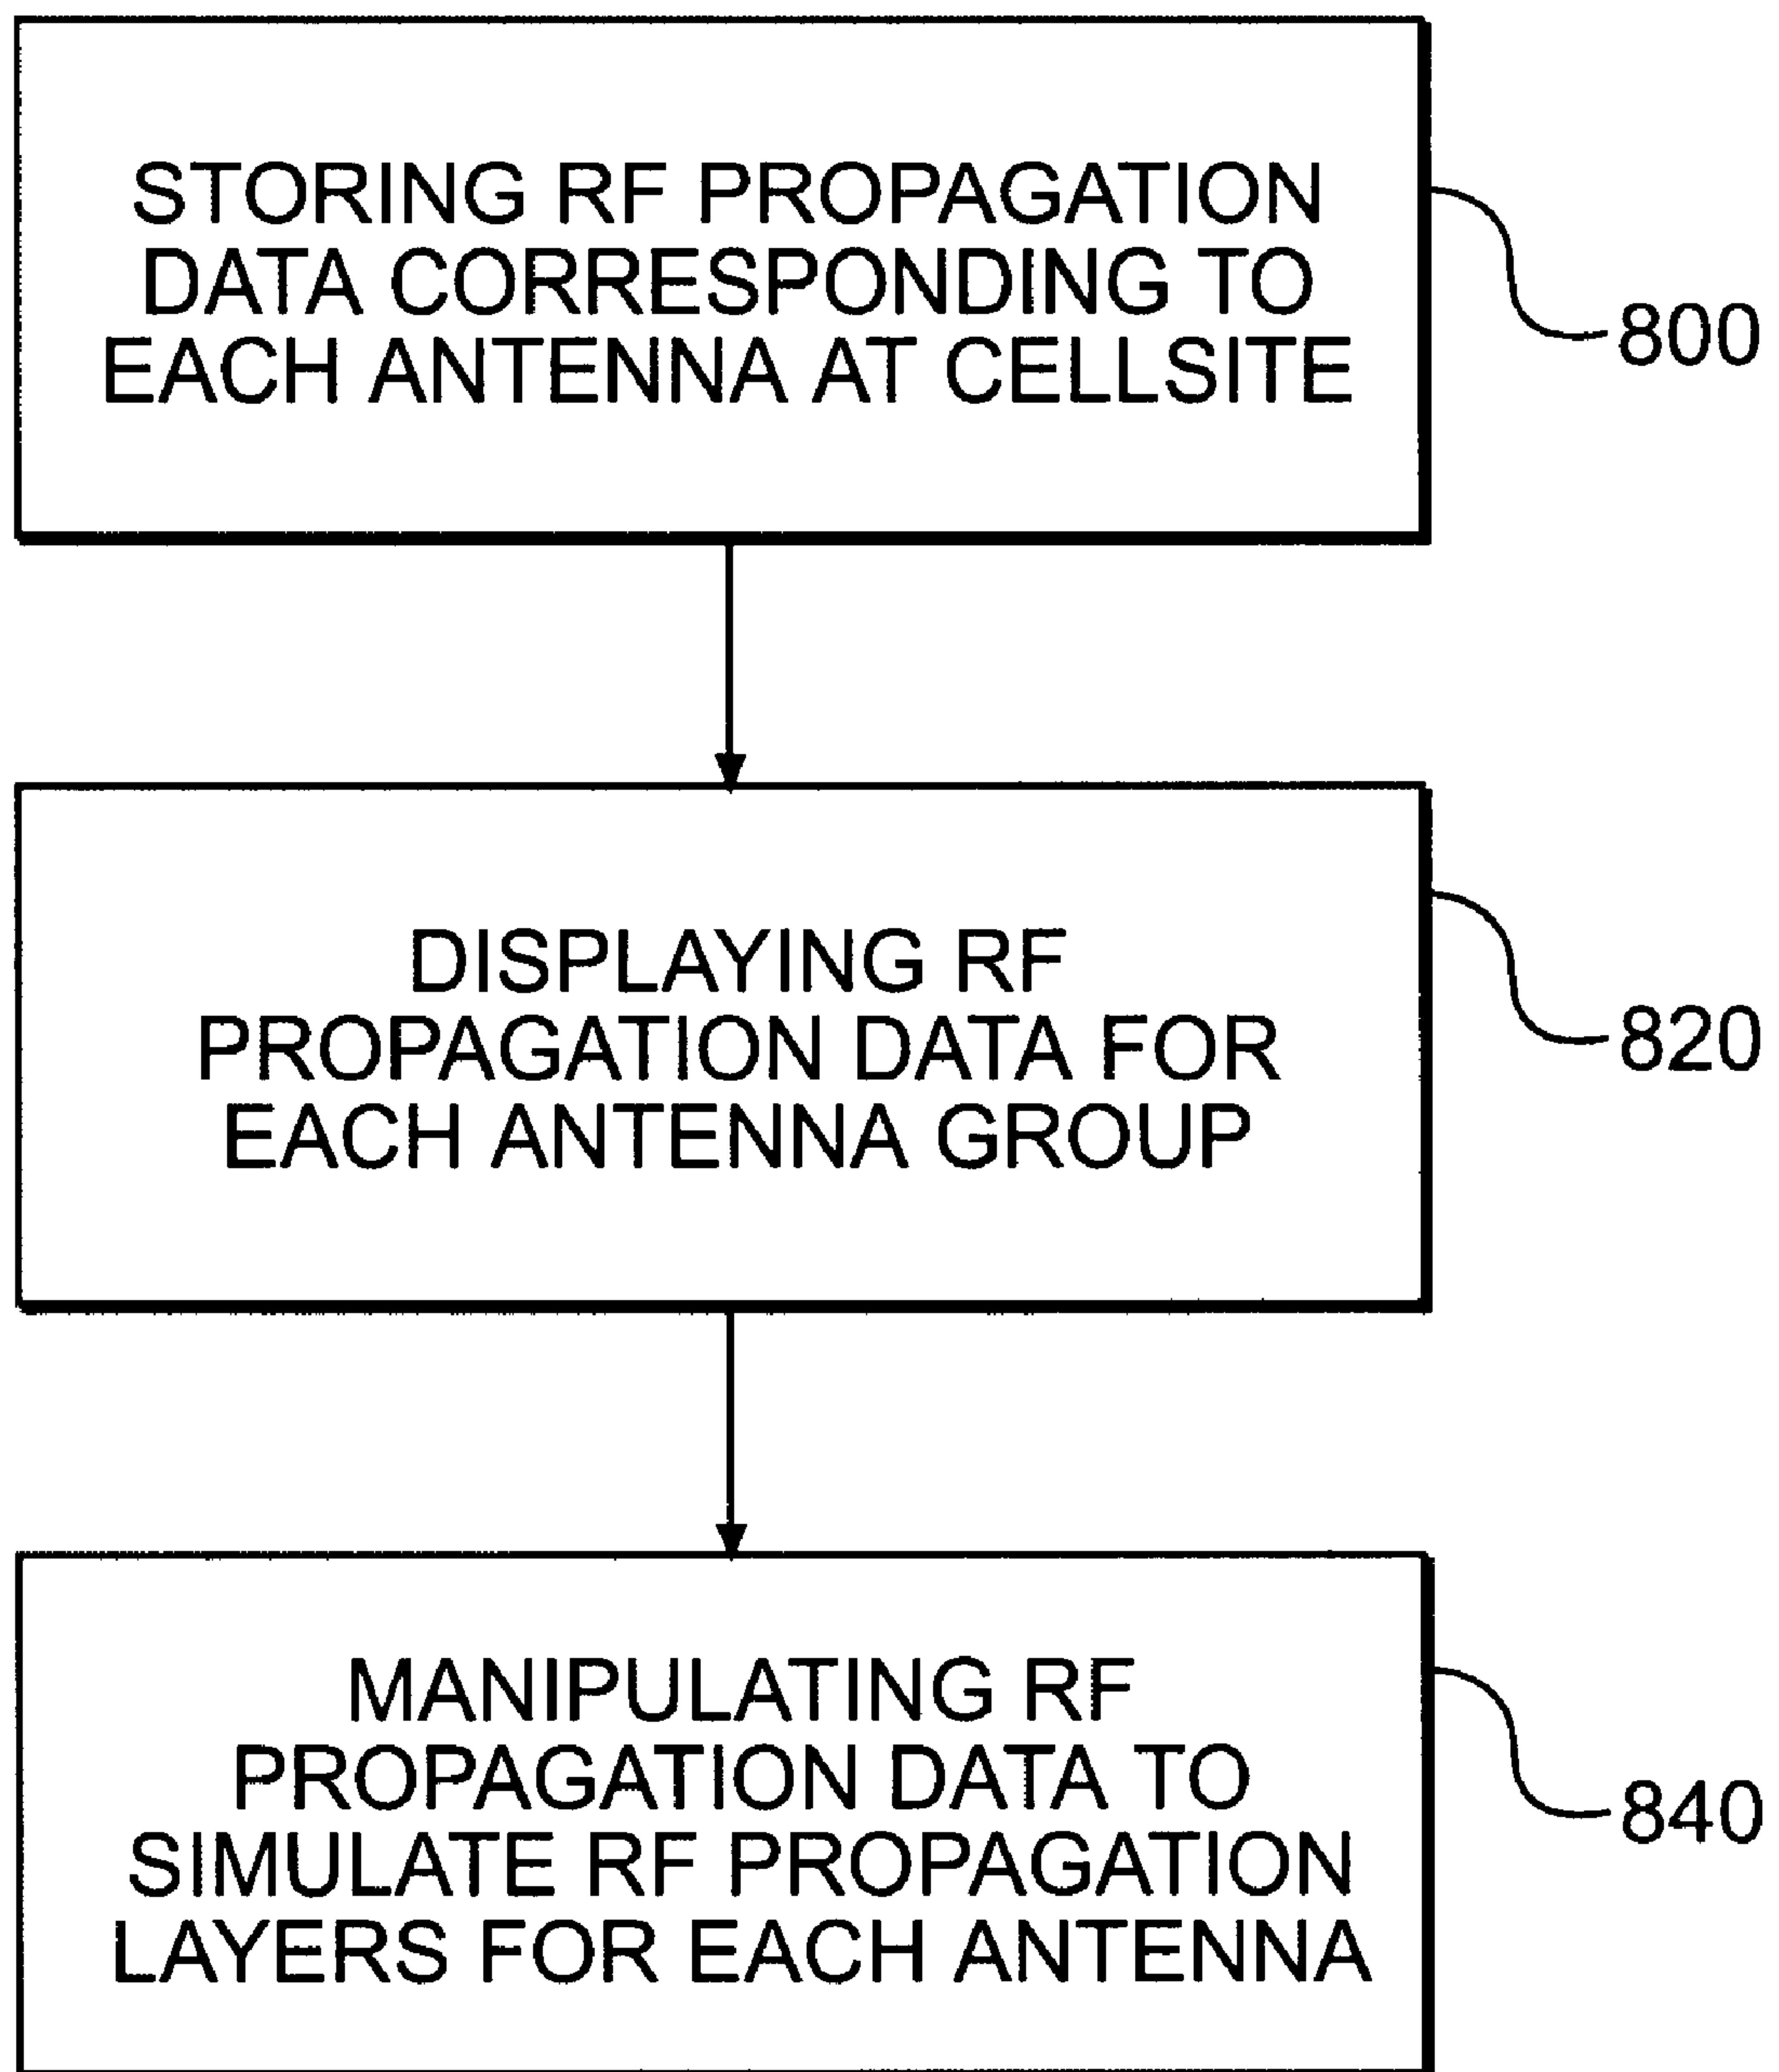 STORING RF PROPAGATION
DATA CORRESPONDING TO
EACH ANTENNA AT CELLSITE
800
DISPLAYING RF
PROPAGATION DATA FOR
EACH ANTENNA GROUP
820
MANIPULATING RF
PROPAGATION DATA TO
SIMULATE RF PROPAGATION
LAYERS FOR EACH ANTENNA
840